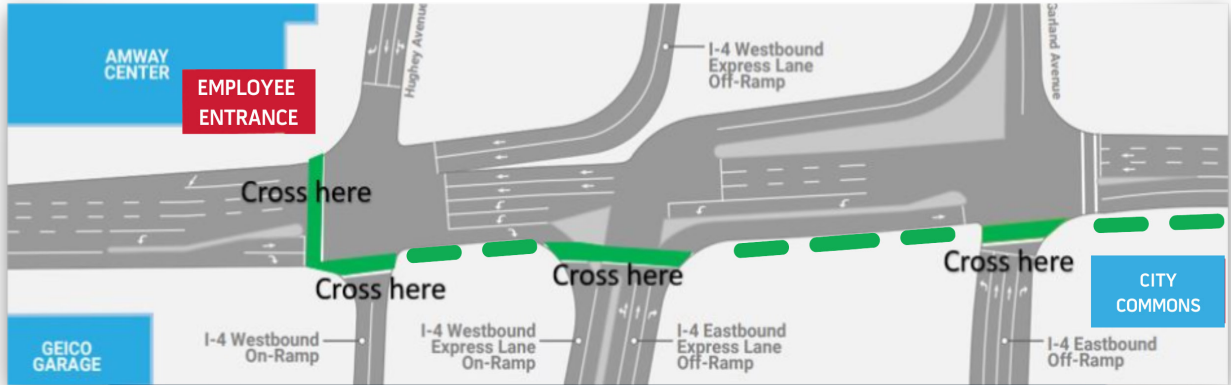 AMWAY
CENTER
EMPLOYEE
ENTRANCE
Hughey Avenue
I-4 Westbound
Express Lane
Off-Ramp
Garland Avenue
Cross here
Cross here
Cross here
Cross here
CITY
COMMONS
GEICO
GARAGE
I-4 Westbound
On-Ramp
I-4 Westbound
Express Lane
On-Ramp
I-4 Eastbound
Express Lane
Off-Ramp
I-4 Eastbound
Off-Ramp